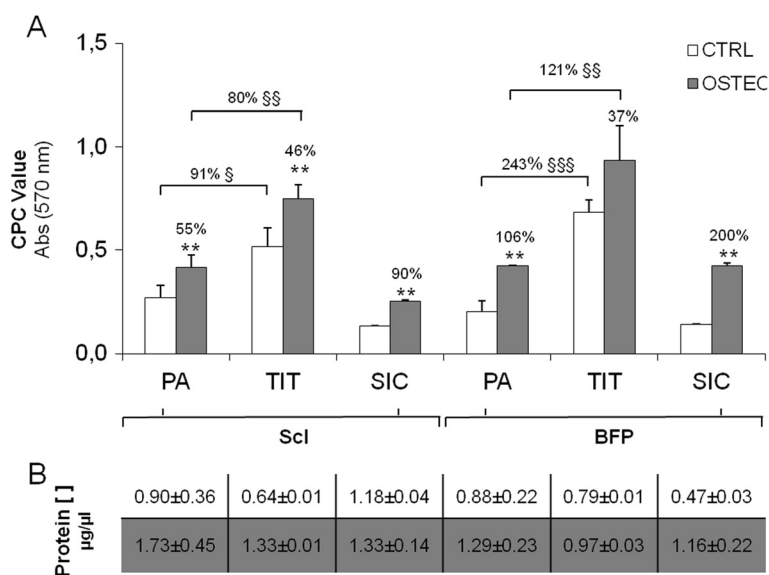 A
CTRL
OSTEO
CPC Value
Abs (570 nm)
1,5
1,0
0,5
0,0
91% §
80% §§
55%
**
46%
**
90%
**
243% §§§
121% §§
106%
**
37%
200%
**
PA TIT SIC PA TIT SIC
Scl BFP
B
Protein [ ]
µg/µl
0.90±0.36 0.64±0.01 1.18±0.04 0.88±0.22 0.79±0.01 0.47±0.03
1.73±0.45 1.33±0.01 1.33±0.14 1.29±0.23 0.97±0.03 1.16±0.22